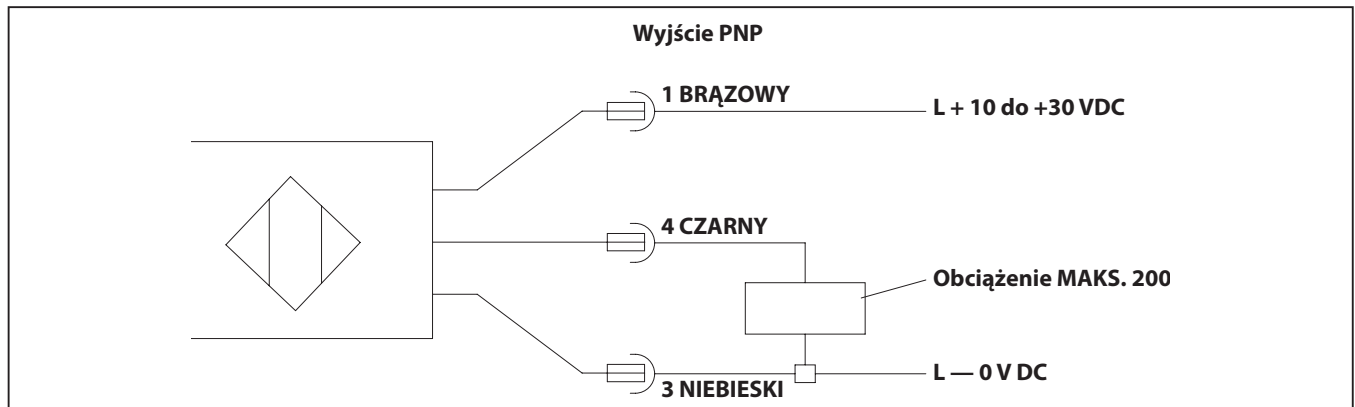 Wyjście PNP
1 BRĄZOWY
L + 10 do +30 VDC
4 CZARNY
Obciążenie MAKS. 200
L — 0 V DC
3 NIEBIESKI